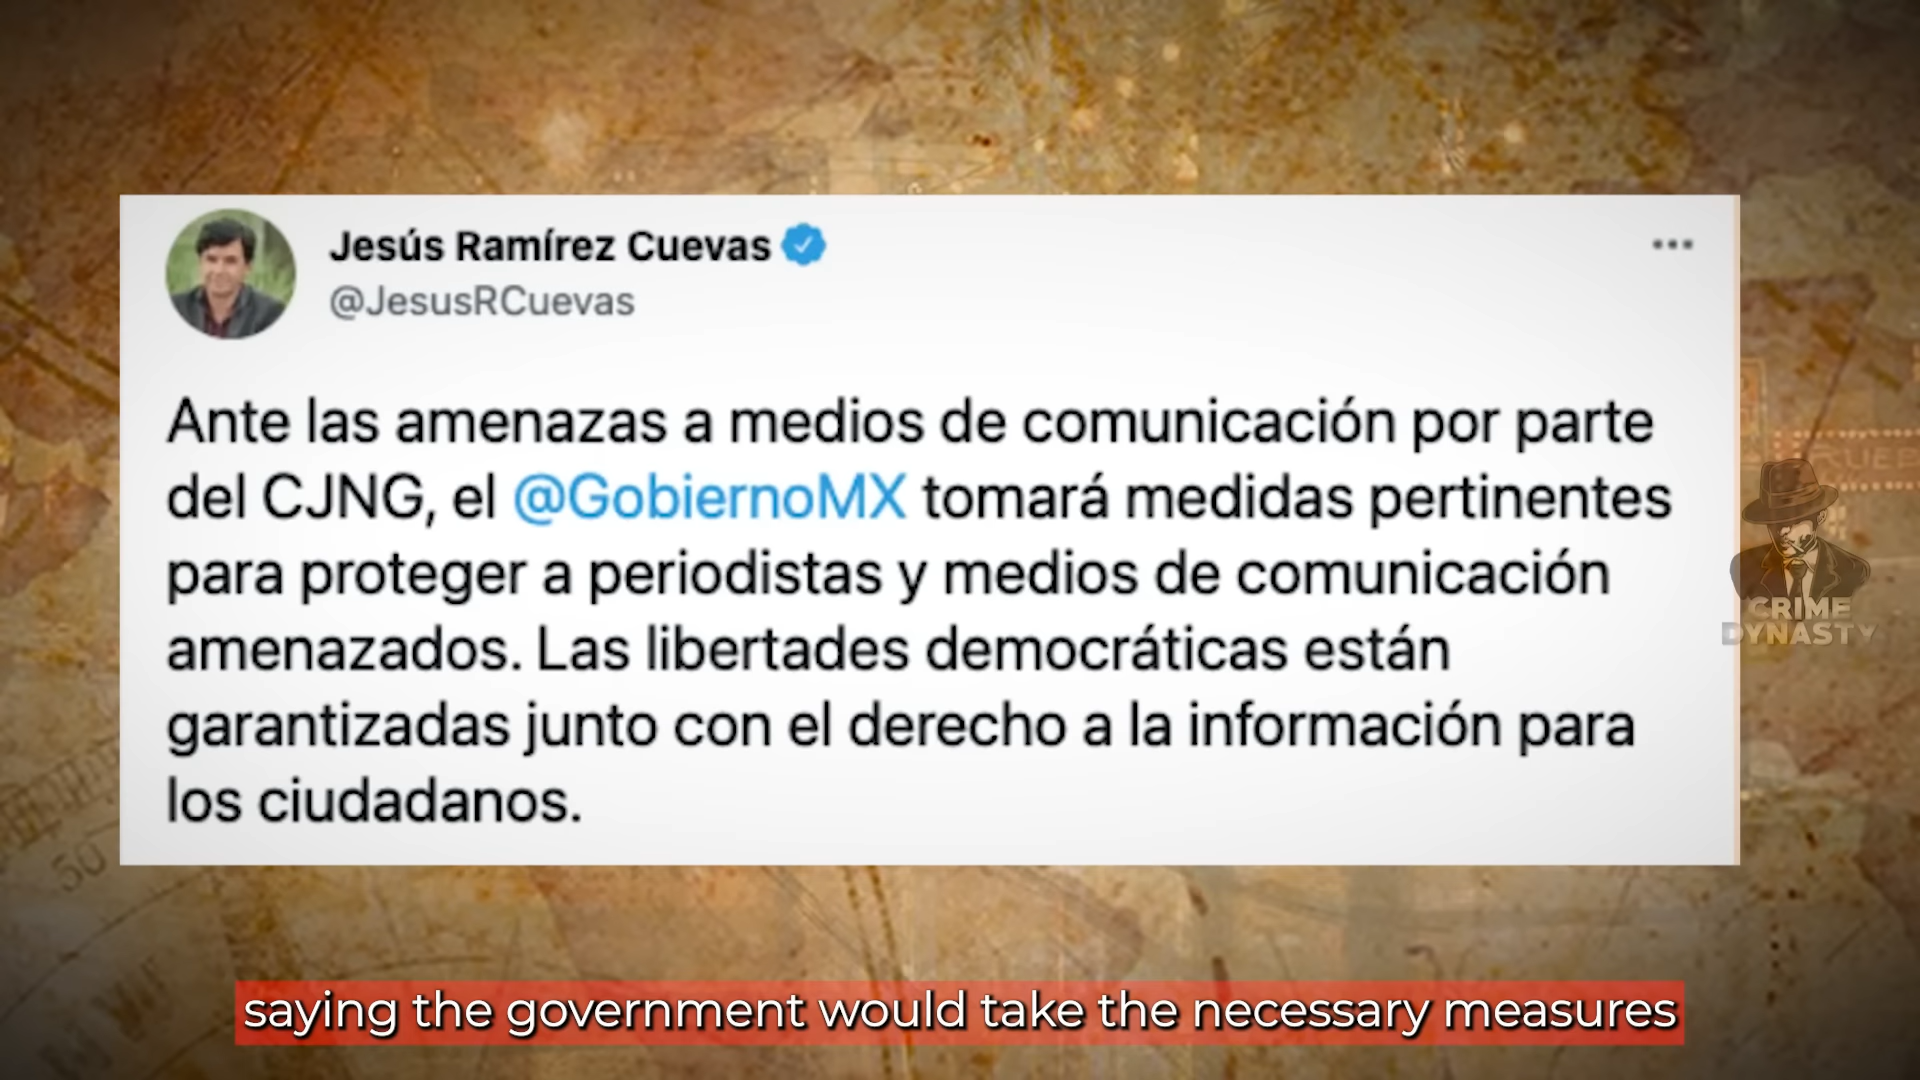 Jesús Ramírez Cuevas
@JesusRCuevas
Ante las amenazas a medios de comunicación por parte
del CJNG, el @GobiernoMX tomará medidas pertinentes
para proteger a periodistas y medios de comunicación
amenazados. Las libertades democráticas están
garantizadas junto con el derecho a la información para
los ciudadanos.
CRIME
DYNASTY
50
saying the government would take the necessary measures